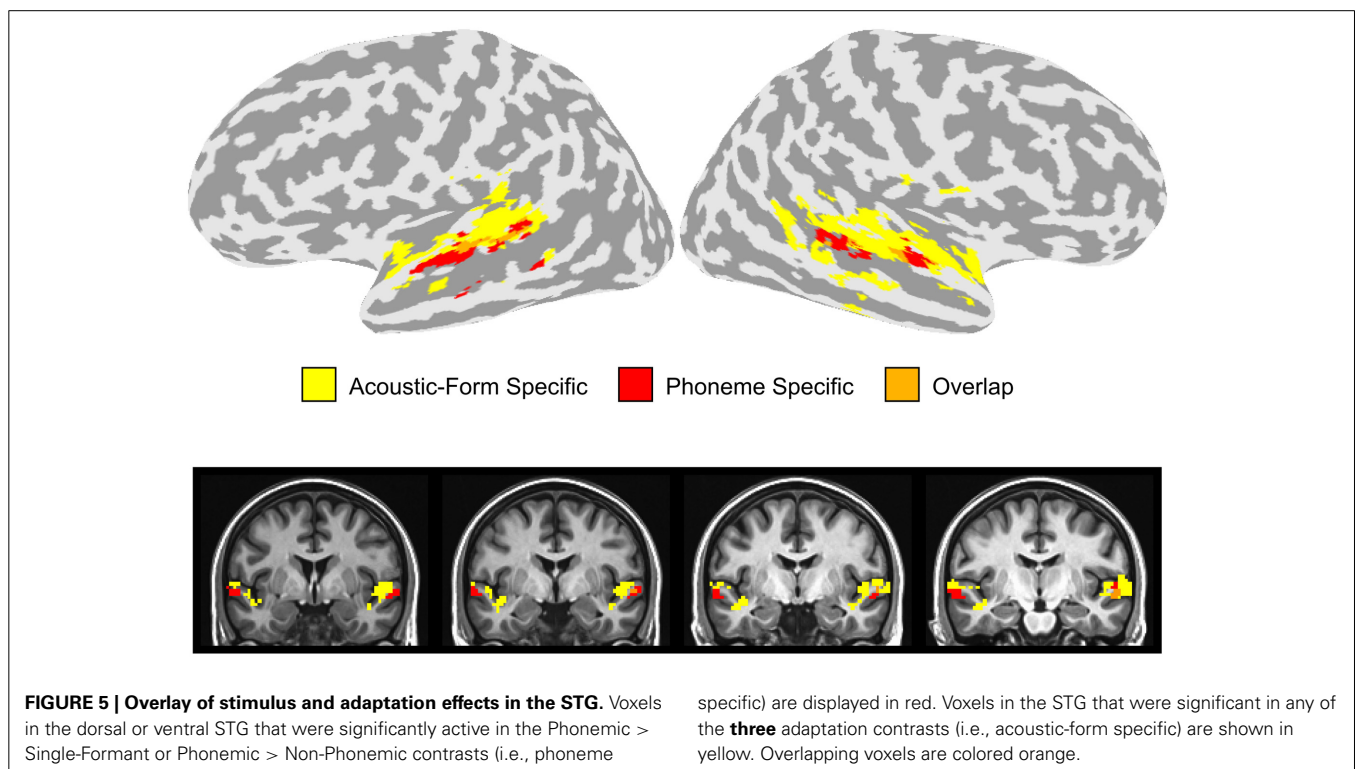 Acoustic-Form Specific
Phoneme Specific
Overlap
FIGURE 5 | Overlay of stimulus and adaptation effects in the STG. Voxels
in the dorsal or ventral STG that were significantly active in the Phonemic >
Single-Formant or Phonemic > Non-Phonemic contrasts (i.e., phoneme
specific) are displayed in red. Voxels in the STG that were significant in any of
the three adaptation contrasts (i.e., acoustic-form specific) are shown in
yellow. Overlapping voxels are colored orange.